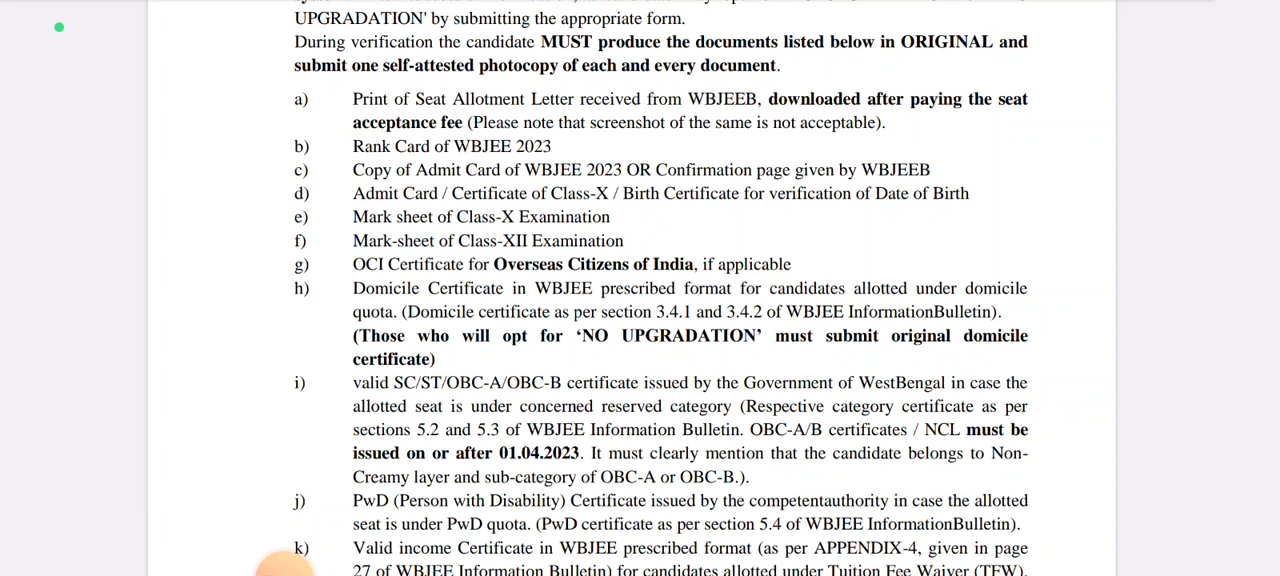 UPGRADATION' by submitting the appropriate form.
During verification the candidate MUST produce the documents listed below in ORIGINAL and
submit one self-attested photocopy of each and every document.
a) Print of Seat Allotment Letter received from WBJEEB, downloaded after paying the seat
acceptance fee (Please note that screenshot of the same is not acceptable).
b) Rank Card of WBJEE 2023
c) Copy of Admit Card of WBJEE 2023 OR Confirmation page given by WBJEEB
d) Admit Card / Certificate of Class-X / Birth Certificate for verification of Date of Birth
e) Mark sheet of Class-X Examination
f) Mark-sheet of Class-XII Examination
g) OCI Certificate for Overseas Citizens of India, if applicable
h) Domicile Certificate in WBJEE prescribed format for candidates allotted under domicile
quota. (Domicile certificate as per section 3.4.1 and 3.4.2 of WBJEE InformationBulletin).
(Those who will opt for ‘NO UPGRADATION’ must submit original domicile
certificate)
i) valid SC/ST/OBC-A/OBC-B certificate issued by the Government of WestBengal in case the
allotted seat is under concerned reserved category (Respective category certificate as per
sections 5.2 and 5.3 of WBJEE Information Bulletin. OBC-A/B certificates / NCL must be
issued on or after 01.04.2023. It must clearly mention that the candidate belongs to Non-
Creamy layer and sub-category of OBC-A or OBC-B.).
j) PwD (Person with Disability) Certificate issued by the competentauthority in case the allotted
seat is under PwD quota. (PwD certificate as per section 5.4 of WBJEE InformationBulletin).
k) Valid income Certificate in WBJEE prescribed format (as per APPENDIX-4, given in page
27 of WBJEE Information Bulletin) for candidates allotted under Tuition Fee Waiver (TFW).